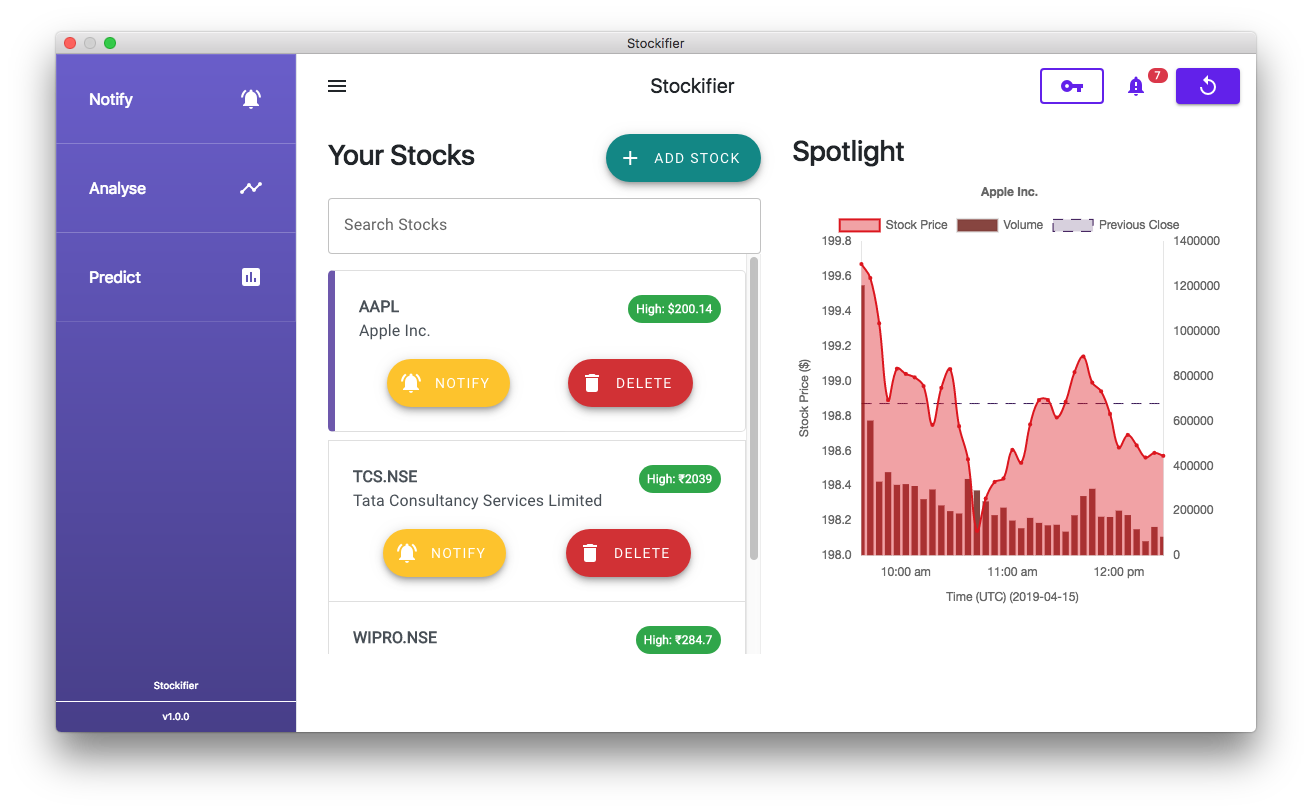 Stockifier
Notify
Analyse
Predict
Stockifier
v1.0.0
Stockifier
7
Your Stocks
ADD STOCK
Search Stocks
AAPL
High: $200.14
Apple Inc.
NOTIFY
DELETE
TCS.NSE
High: ₹2039
Tata Consultancy Services Limited
NOTIFY
DELETE
WIPRO.NSE
High: ₹284.7
Spotlight
Apple Inc.
Stock Price
Volume
Previous Close
Stock Price ($)
199.8
199.6
199.4
199.2
199.0
198.8
198.6
198.4
198.2
198.0
1400000
1200000
1000000
800000
600000
400000
200000
0
10:00 am
11:00 am
12:00 pm
Time (UTC) (2019-04-15)